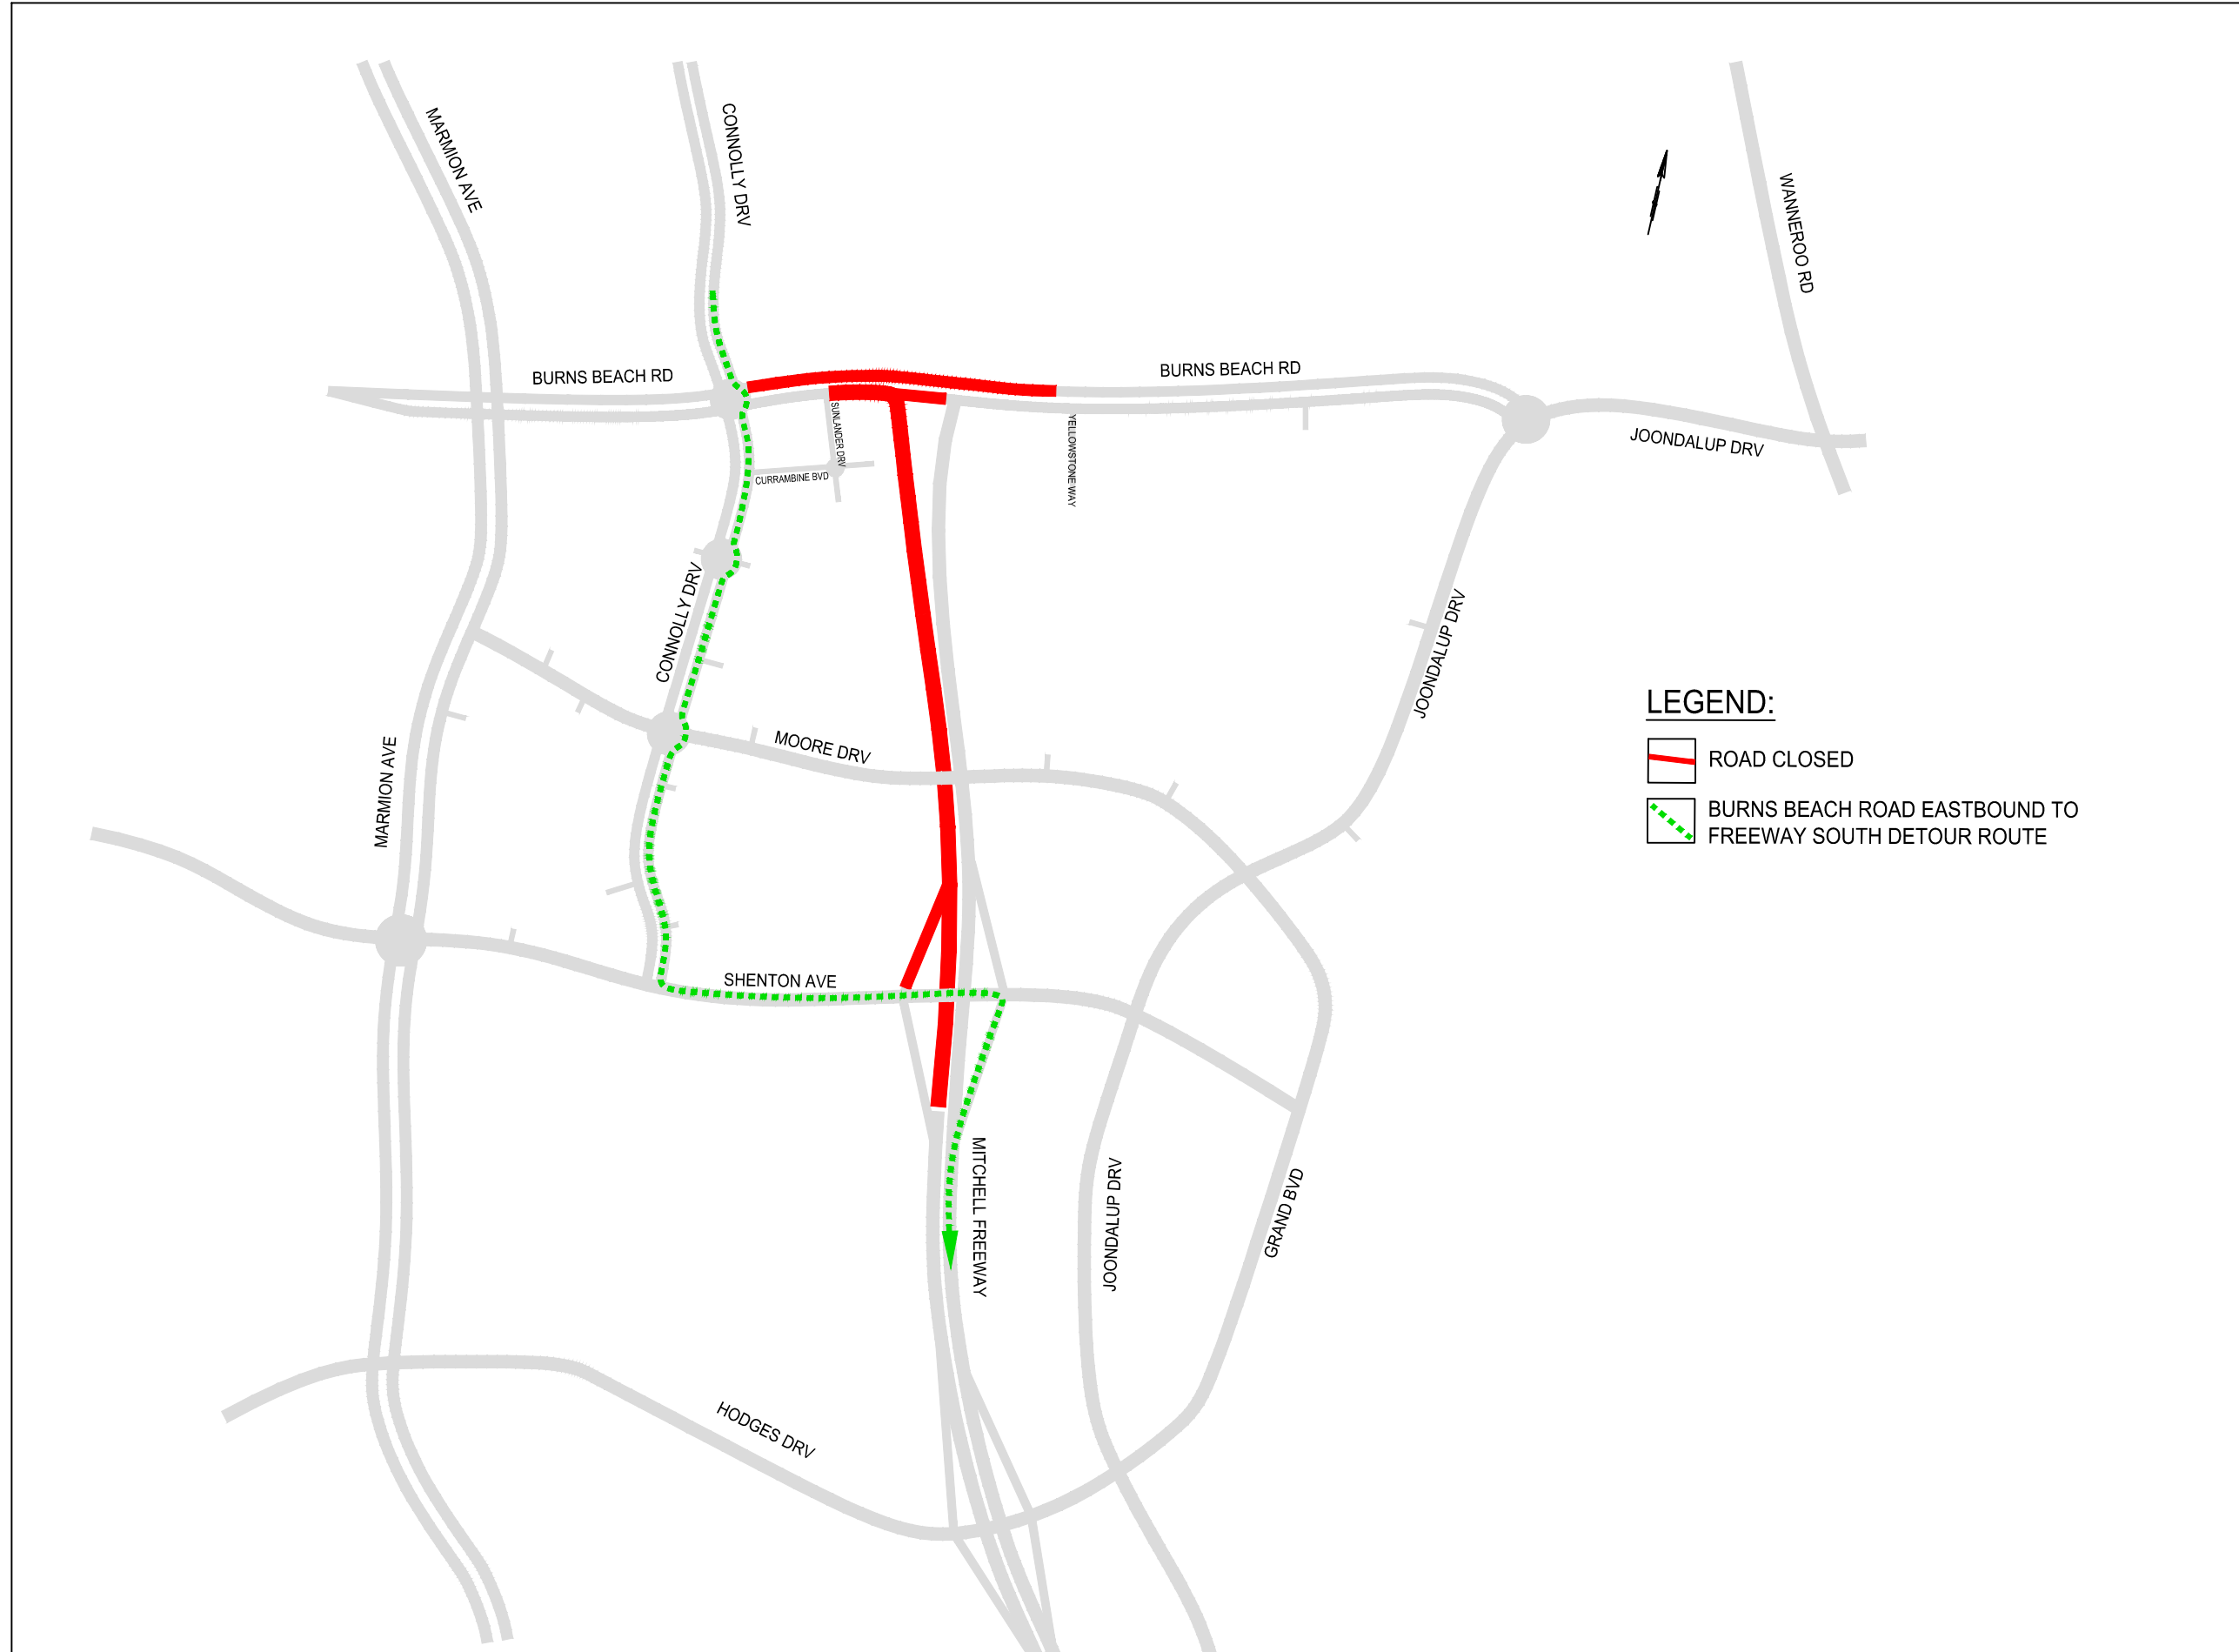 MARMION AVE
CONNOLLY DRV
WANNEROO RD
BURNS BEACH RD
BURNS BEACH RD
SUNLANDER DRV
YELLOWSTONE WAY
JOONDALUP DRV
CURRAMBINE BVD
CONNOLLY DRV
JOONDALUP DRV
MOORE DRV
MARMION AVE
LEGEND:
ROAD CLOSED
BURNS BEACH ROAD EASTBOUND TO
FREEWAY SOUTH DETOUR ROUTE
SHENTON AVE
MITCHELL FREEWAY
JOONDALUP DRV
GRAND BVD
HODGES DRV